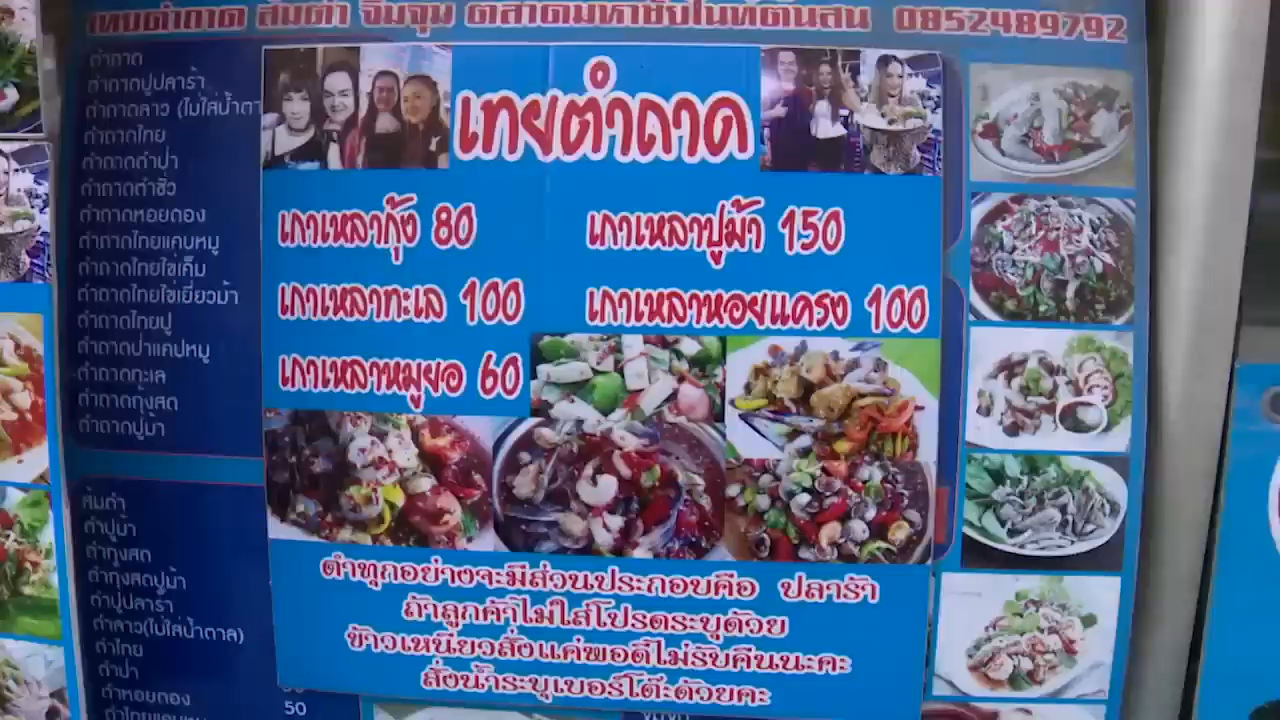 เทยตำถาด ส้มตำ จิ้มจุ่ม ตลาดมหาชัยไนท์ต้นสน 0852489792
ตำถาด
ตำถาดปูปลาร้า
ตำถาดลาว (ไม่ใส่น้ำตา
ตำถาดไทย
ตำถาดตำป่า
ตำถาดตำซั่ว
ตำถาดหอยดอง
ตำถาดไทยแคบหมู
ตำถาดไทยไข่เค็ม
ตำถาดไทยไข่เยี่ยวม้า
ตำถาดไทยปู
ตำถาดป่าแคปหมู
ตำถาดทะเล
ตำถาดกุ้งสด
ตำถาดปูม้า
ส้มตำ
ตำปูม้า
ตำกุ้งสด
ตำกุ้งสดปูม้า
ตำปูปลาร้า
ตำลาว(ไม่ใส่น้ำตาล)
ตำไทย
ตำป่า
ตำหอยดอง
ตำไทยแคบหมู
50
เทยตำถาด
เกาเหลากุ้ง 80
เกาเหลาปูม้า 150
เกาเหลาทะเล 100
เกาเหลาหอยแครง 100
เกาเหลาหมูยอ 60
ตำทุกอย่างจะมีส่วนประกอบคือ ปลาร้า
ถ้าลูกค้าไม่ใส่โปรดระบุด้วย
ข้าวเหนียวสั่งแค่พอดีไม่รับคืนนะคะ
สั่งน้ำระบุเบอร์โต๊ะด้วยคะ